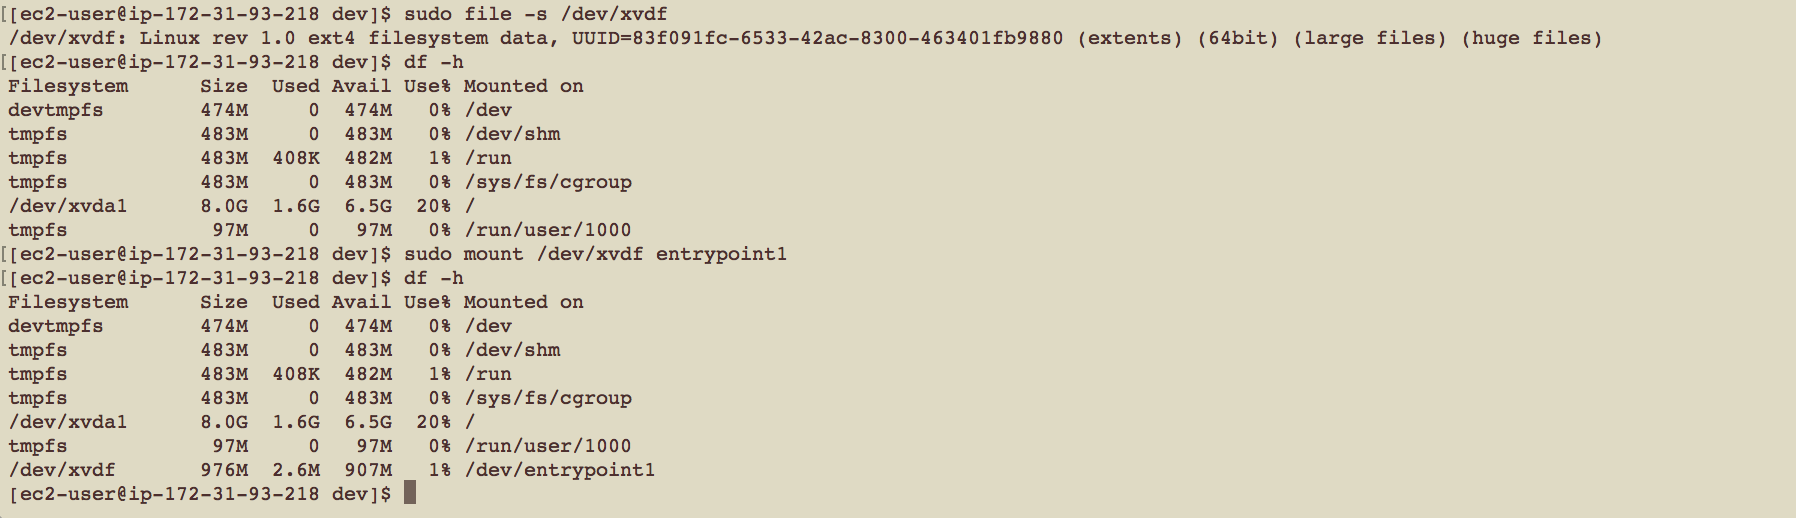 [[ec2-user@ip-172-31-93-218 dev]$ sudo file -s /dev/xvdf
/dev/xvdf: Linux rev 1.0 ext4 filesystem data, UUID=83f091fc-6533-42ac-8300-463401fb9880 (extents) (64bit) (large files) (huge files)
[[ec2-user@ip-172-31-93-218 dev]$ df -h
Filesystem      Size  Used Avail Use% Mounted on
devtmpfs        474M     0  474M   0% /dev
tmpfs           483M     0  483M   0% /dev/shm
tmpfs           483M  408K  482M   1% /run
tmpfs           483M     0  483M   0% /sys/fs/cgroup
/dev/xvda1      8.0G  1.6G  6.5G  20% /
tmpfs            97M     0   97M   0% /run/user/1000
[[ec2-user@ip-172-31-93-218 dev]$ sudo mount /dev/xvdf entrypoint1
[[ec2-user@ip-172-31-93-218 dev]$ df -h
Filesystem      Size  Used Avail Use% Mounted on
devtmpfs        474M     0  474M   0% /dev
tmpfs           483M     0  483M   0% /dev/shm
tmpfs           483M  408K  482M   1% /run
tmpfs           483M     0  483M   0% /sys/fs/cgroup
/dev/xvda1      8.0G  1.6G  6.5G  20% /
tmpfs            97M     0   97M   0% /run/user/1000
/dev/xvdf       976M  2.6M  907M   1% /dev/entrypoint1
[ec2-user@ip-172-31-93-218 dev]$